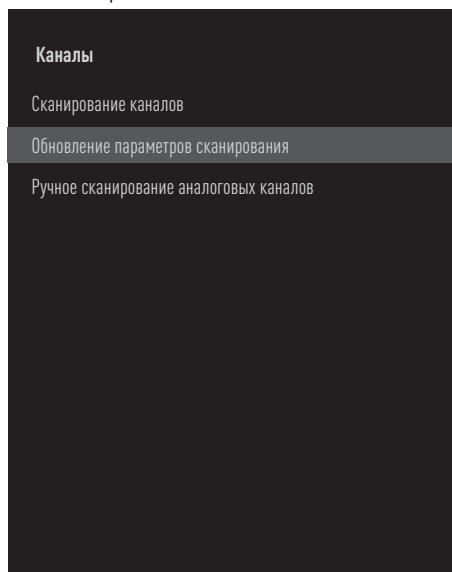 Каналы
Сканирование каналов
Обновление параметров сканирования
Ручное сканирование аналоговых каналов